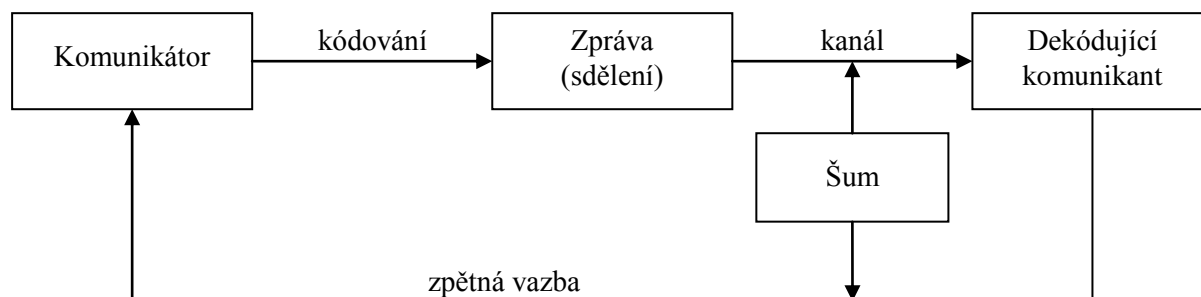 Komunikátor
kódování
Zpráva
(sdělení)
kanál
Dekódující
komunikant
Šum
zpětná vazba